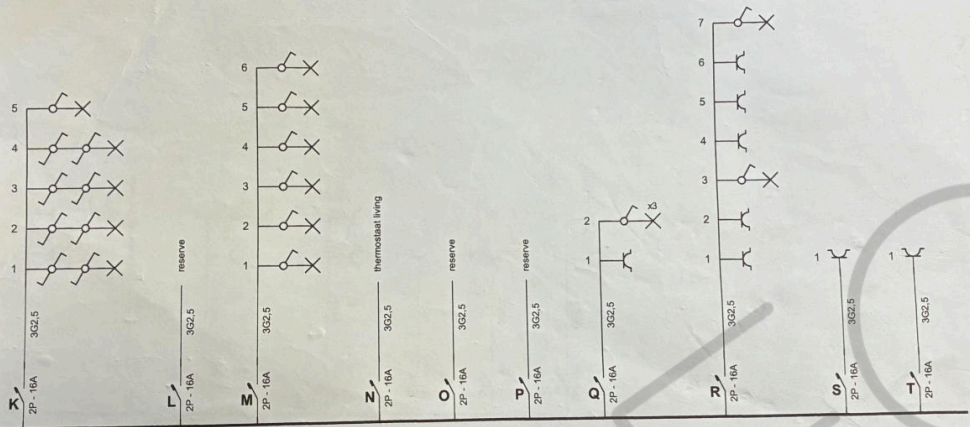 5
4
3
2
1
3G2,5
2P - 16A
K
reserve
3G2,5
2P - 16A
L
6
5
4
3
2
1
3G2,5
2P - 16A
M
thermostaat living
3G2,5
2P - 16A
N
reserve
3G2,5
2P - 16A
O
reserve
3G2,5
2P - 16A
P
x3
2
1
3G2,5
2P - 16A
Q
7
6
5
4
3
2
1
3G2,5
2P - 16A
R
1
3G2,5
2P - 16A
S
1
3G2,5
2P - 16A
T